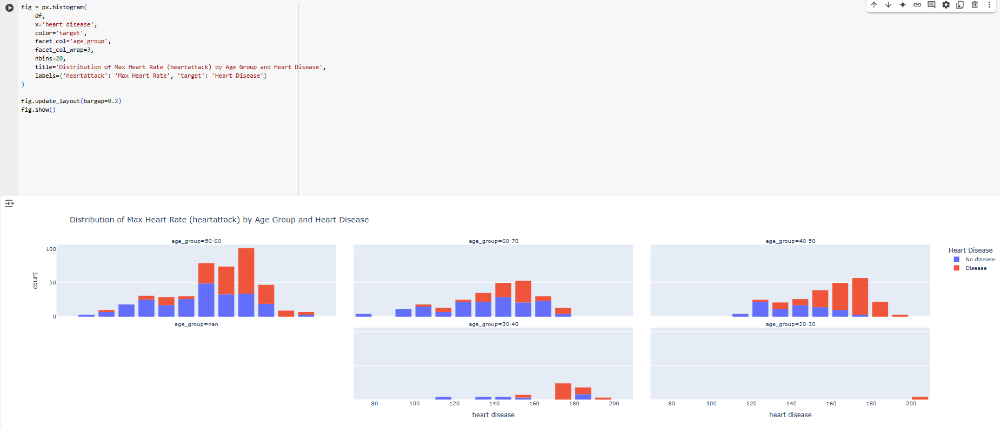 fig = px.histogram(
    df,
    x='heart disease',
    color='target',
    facet_col='age_group',
    facet_col_wrap=3,
    nbins=20,
    title='Distribution of Max Heart Rate (heartattack) by Age Group and Heart Disease',
    labels={'heartattack': 'Max Heart Rate', 'target': 'Heart Disease'}
)
fig.update_layout(bargap=0.2)
fig.show()
Distribution of Max Heart Rate (heartattack) by Age Group and Heart Disease
age_group=50-60
age_group=60-70
age_group=40-50
Heart Disease
No disease
Disease
100
50
0
count
age_group=nan
age_group=30-40
age_group=20-30
80 100 120 140 160 180 200
80 100 120 140 160 180 200
heart disease
heart disease